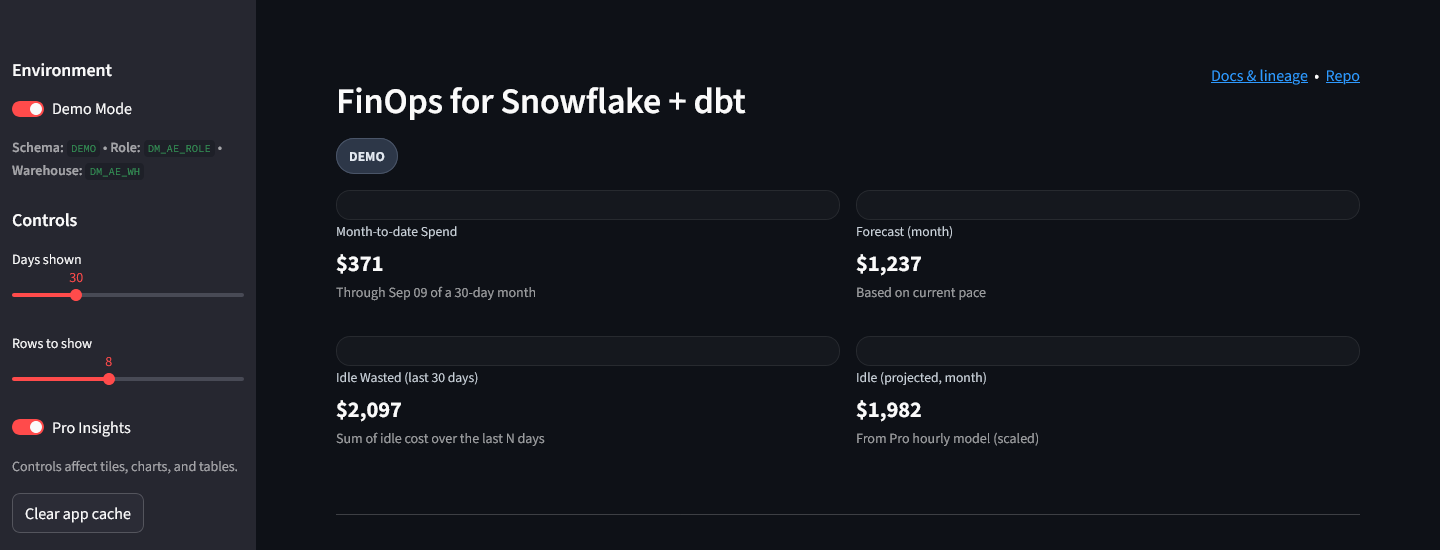 Environment
Demo Mode
Schema: DEMO • Role: DM_AE_ROLE •
Warehouse: DM_AE_WH
Controls
Days shown
30
Rows to show
8
Pro Insights
Controls affect tiles, charts, and tables.
Clear app cache
Docs & lineage • Repo
FinOps for Snowflake + dbt
DEMO
Month-to-date Spend
$371
Through Sep 09 of a 30-day month
Forecast (month)
$1,237
Based on current pace
Idle Wasted (last 30 days)
$2,097
Sum of idle cost over the last N days
Idle (projected, month)
$1,982
From Pro hourly model (scaled)